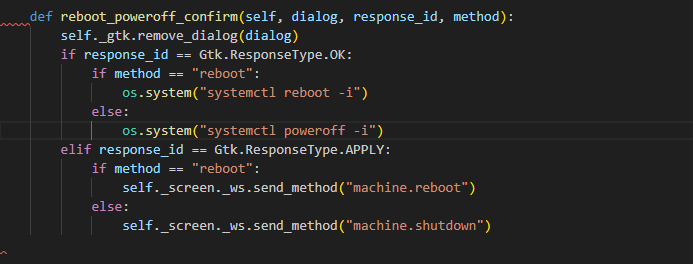 def reboot_poweroff_confirm(self, dialog, response_id, method):
    self._gtk.remove_dialog(dialog)
    if response_id == Gtk.ResponseType.OK:
        if method == "reboot":
            os.system("systemctl reboot -i")
        else:
            os.system("systemctl poweroff -i")
    elif response_id == Gtk.ResponseType.APPLY:
        if method == "reboot":
            self._screen._ws.send_method("machine.reboot")
        else:
            self._screen._ws.send_method("machine.shutdown")